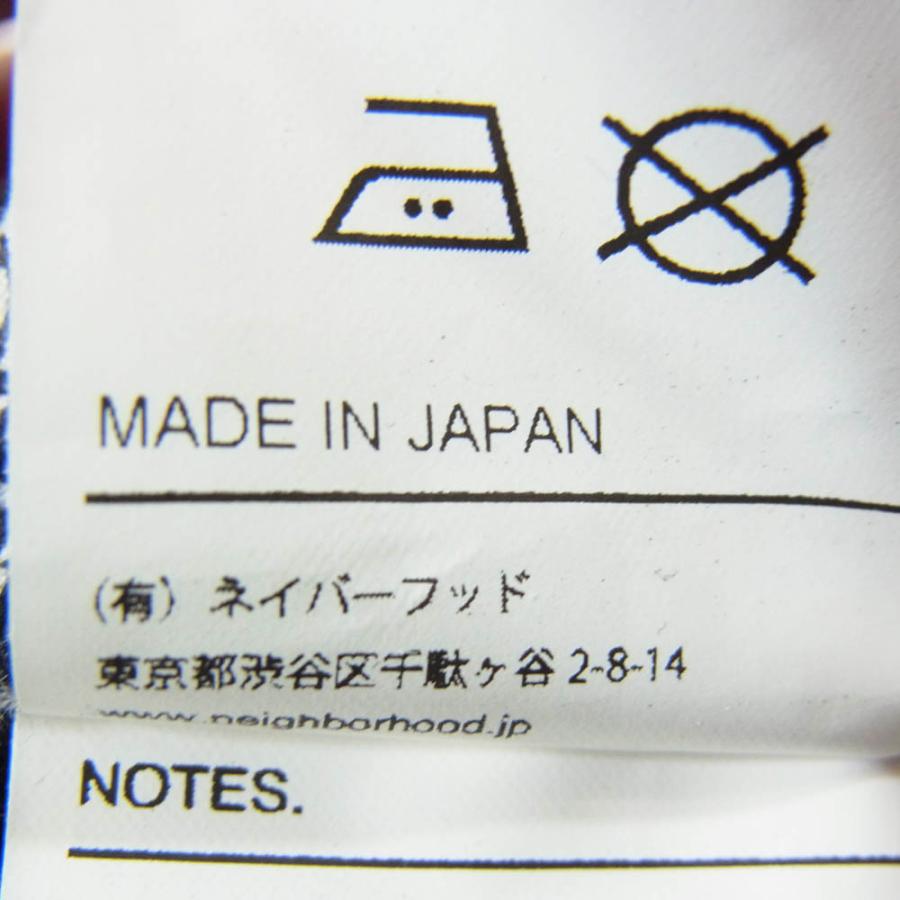 MADE IN JAPAN
(有) ネイバーフッド
東京都渋谷区千駄ヶ谷 2-8-14
www.neighborhood.jp
NOTES.